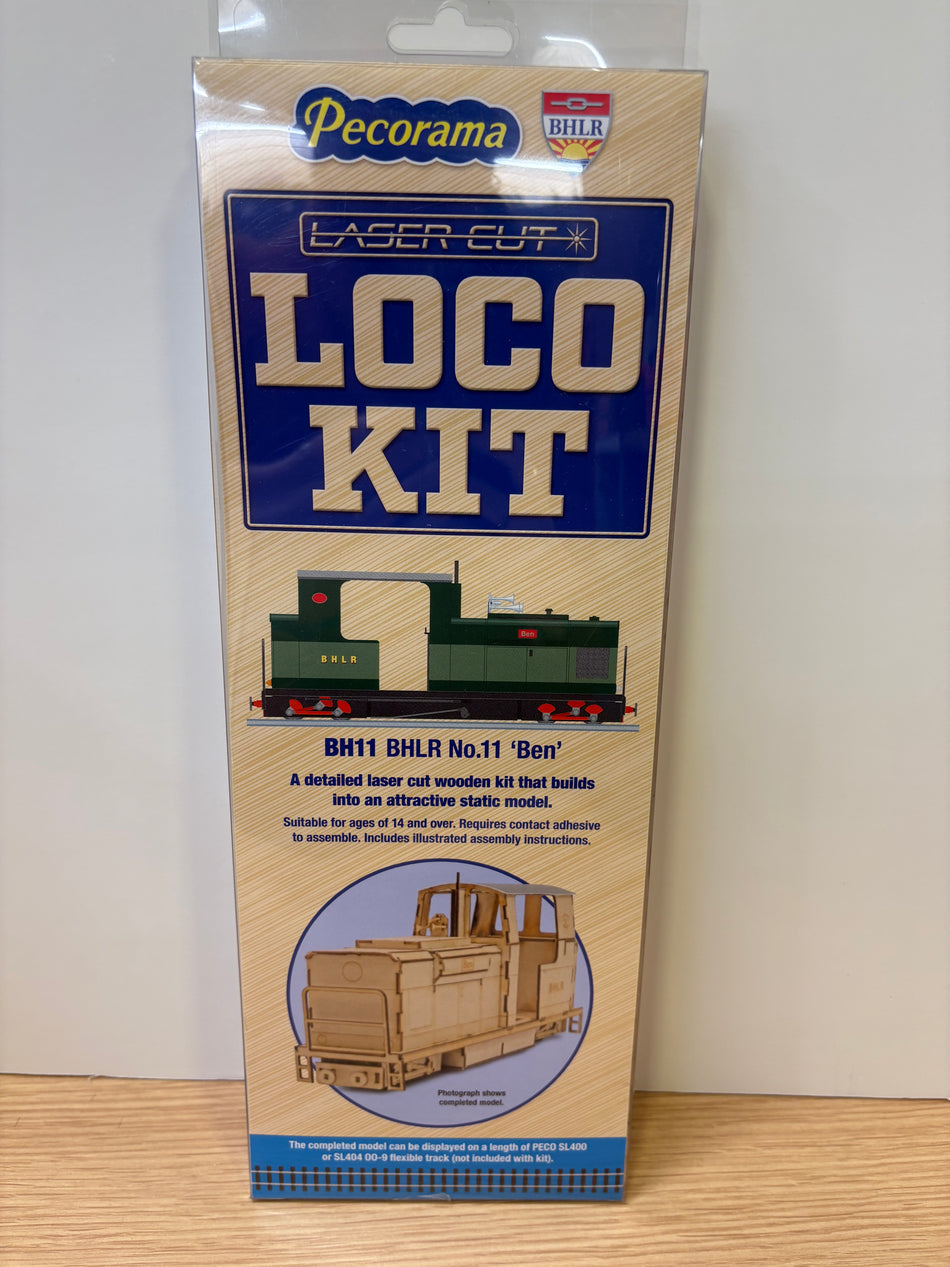 Pecorama
BHLR
LASER CUT
LOCO
KIT
Ben
BHLR
BH11 BHLR No.11 ‘Ben’
A detailed laser cut wooden kit that builds
into an attractive static model.
Suitable for ages of 14 and over. Requires contact adhesive
to assemble. Includes illustrated assembly instructions.
Ben
BHLR
Photograph shows
completed model.
The completed model can be displayed on a length of PECO SL400
or SL404 OO-9 flexible track (not included with kit).